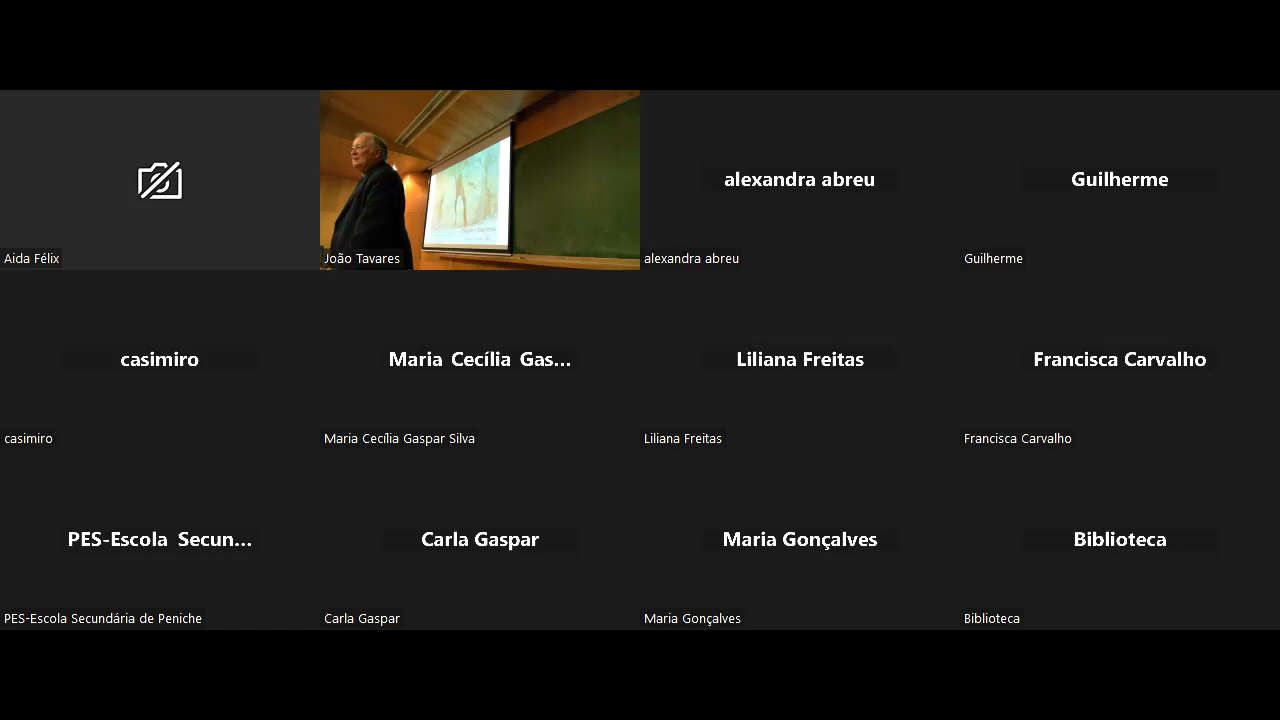 alexandra abreu
Guilherme
Aida Félix
João Tavares
alexandra abreu
Guilherme
casimiro
Maria Cecília Gas...
Liliana Freitas
Francisca Carvalho
casimiro
Maria Cecília Gaspar Silva
Liliana Freitas
Francisca Carvalho
PES-Escola Secun...
Carla Gaspar
Maria Gonçalves
Biblioteca
PES-Escola Secundária de Peniche
Carla Gaspar
Maria Gonçalves
Biblioteca